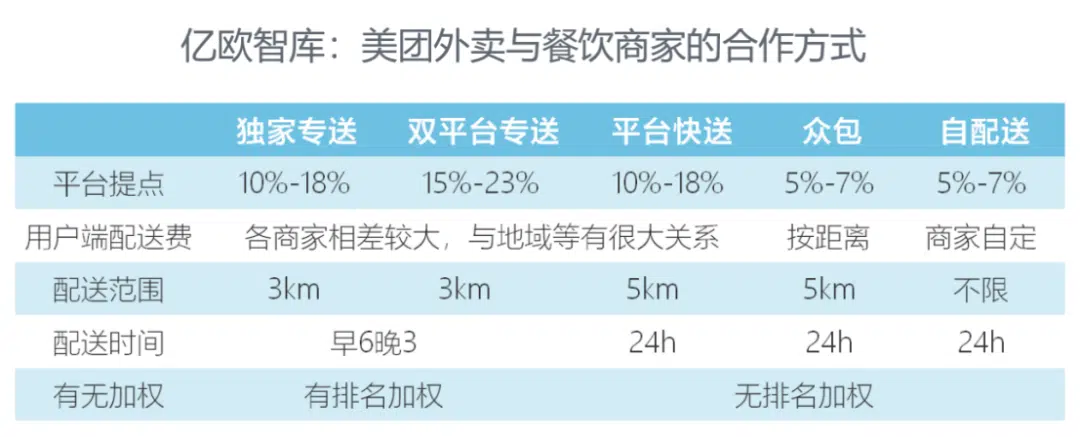 亿欧智库：美团外卖与餐饮商家的合作方式
独家专送 双平台专送 平台快送 众包 自配送
平台提点 10%-18% 15%-23% 10%-18% 5%-7% 5%-7%
用户端配送费 各商家相差较大，与地域等有很大关系 按距离 商家自定
配送范围 3km 3km 5km 5km 不限
配送时间 早6晚3 24h 24h 24h
有无加权 有排名加权 无排名加权